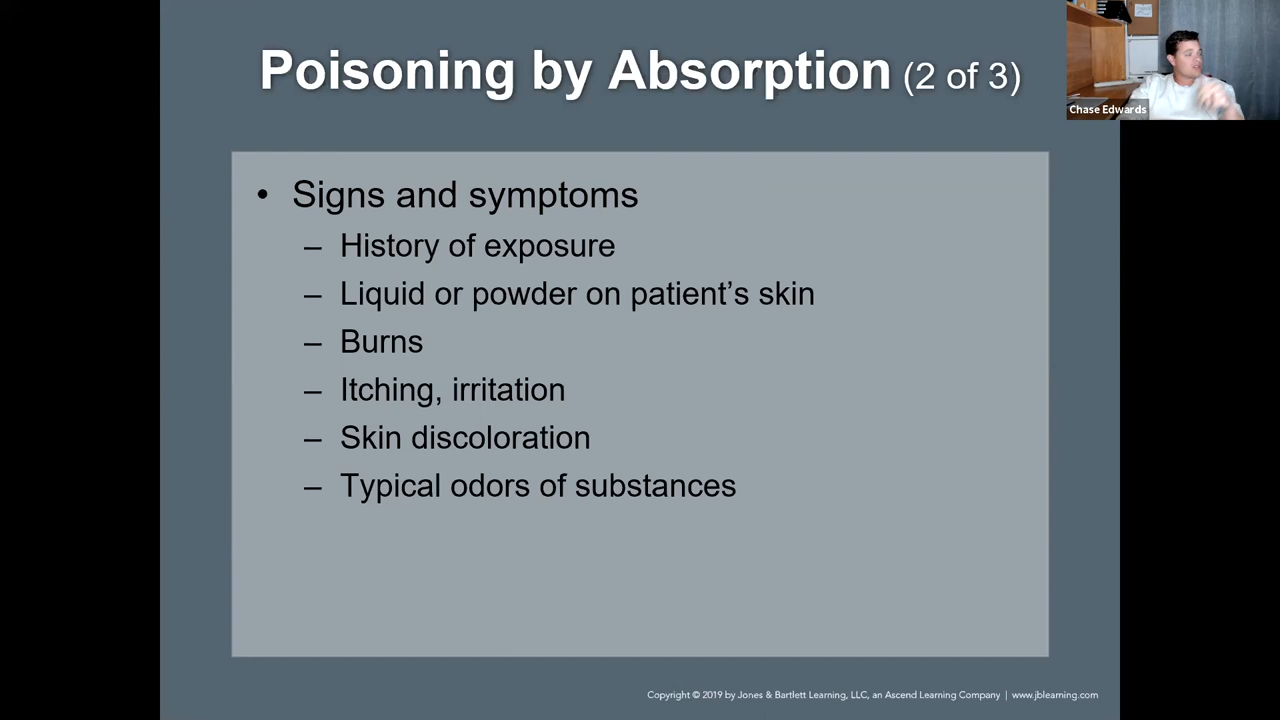 Poisoning by Absorption (2 of 3)
Chase Edwards
• Signs and symptoms
– History of exposure
– Liquid or powder on patient’s skin
– Burns
– Itching, irritation
– Skin discoloration
– Typical odors of substances
Copyright © 2019 by Jones & Bartlett Learning, LLC, an Ascend Learning Company | www.jblearning.com